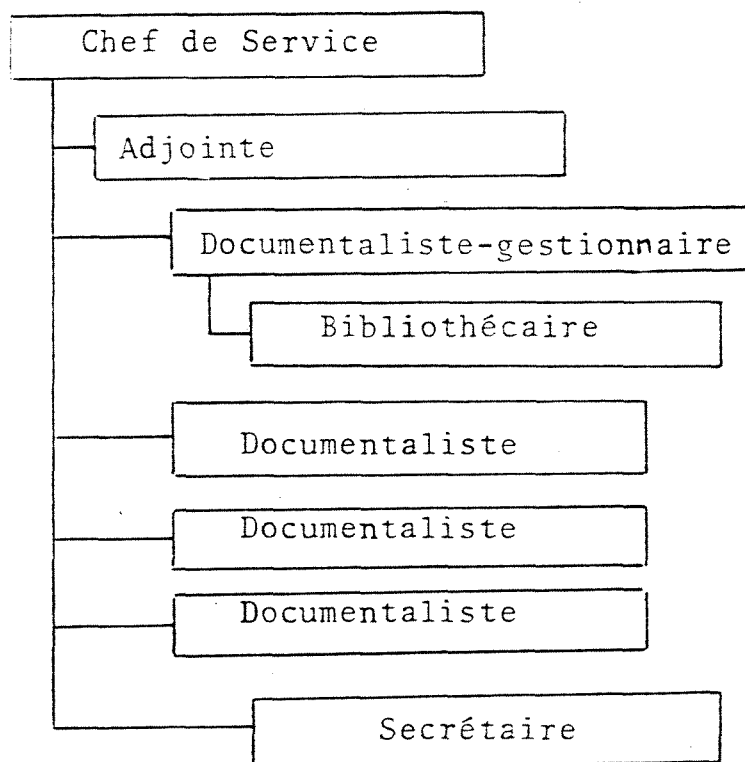 Chef de Service
Adjointe
Documentaliste-gestionnaire
Bibliothécaire
Documentaliste
Documentaliste
Documentaliste
Secrétaire